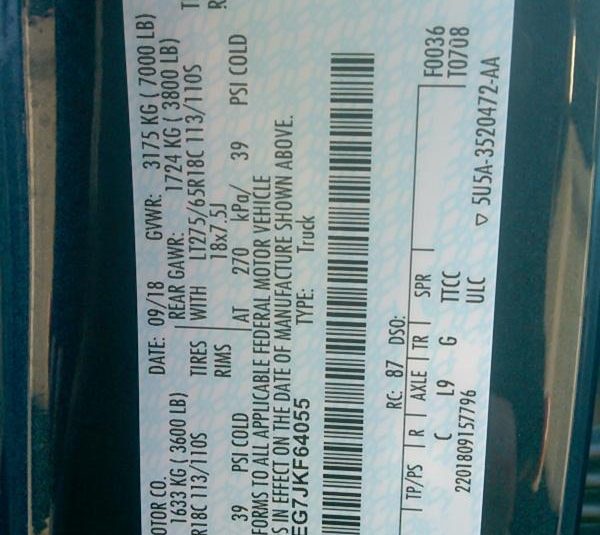 OTOR CO. DATE: 09/18 GVWR: 3175 KG ( 7000 LB)
1633 KG ( 3600 LB) REAR GAWR: 1724 KG ( 3800 LB)
R18C 113/110S TIRES WITH LT275/65R18C 113/110S
RIMS 18x7.5J
39 PSI COLD AT 270 kPa/ 39 PSI COLD
FORMS TO ALL APPLICABLE FEDERAL MOTOR VEHICLE
S IN EFFECT ON THE DATE OF MANUFACTURE SHOWN ABOVE.
EG7JKF64055 TYPE: Truck
RC: 87 DSO: F0036
T0708
TP/PS R AXLE TR SPR
C L9 G TTCC
2201809157796 ULC ▽ 5U5A-3520472-AA